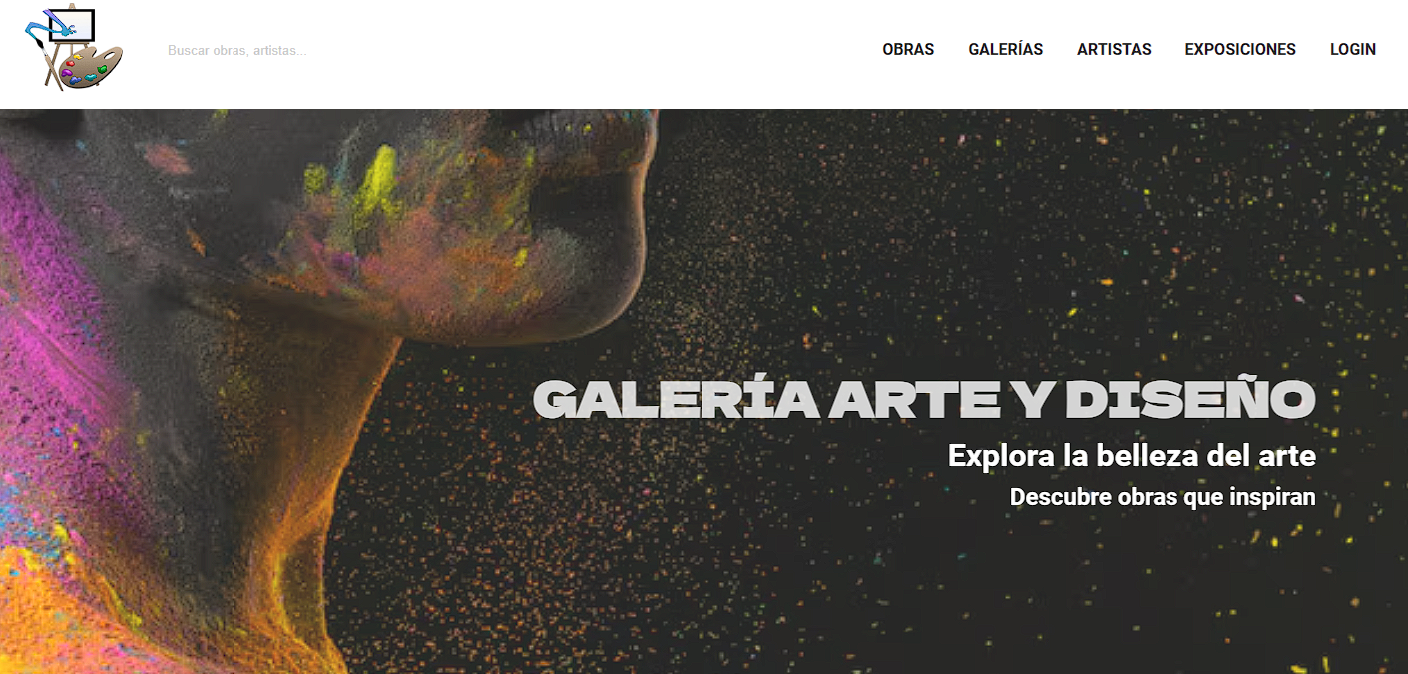 Buscar obras, artistas...
OBRAS GALERÍAS ARTISTAS EXPOSICIONES LOGIN
GALERÍA ARTE Y DISEÑO
Explora la belleza del arte
Descubre obras que inspiran